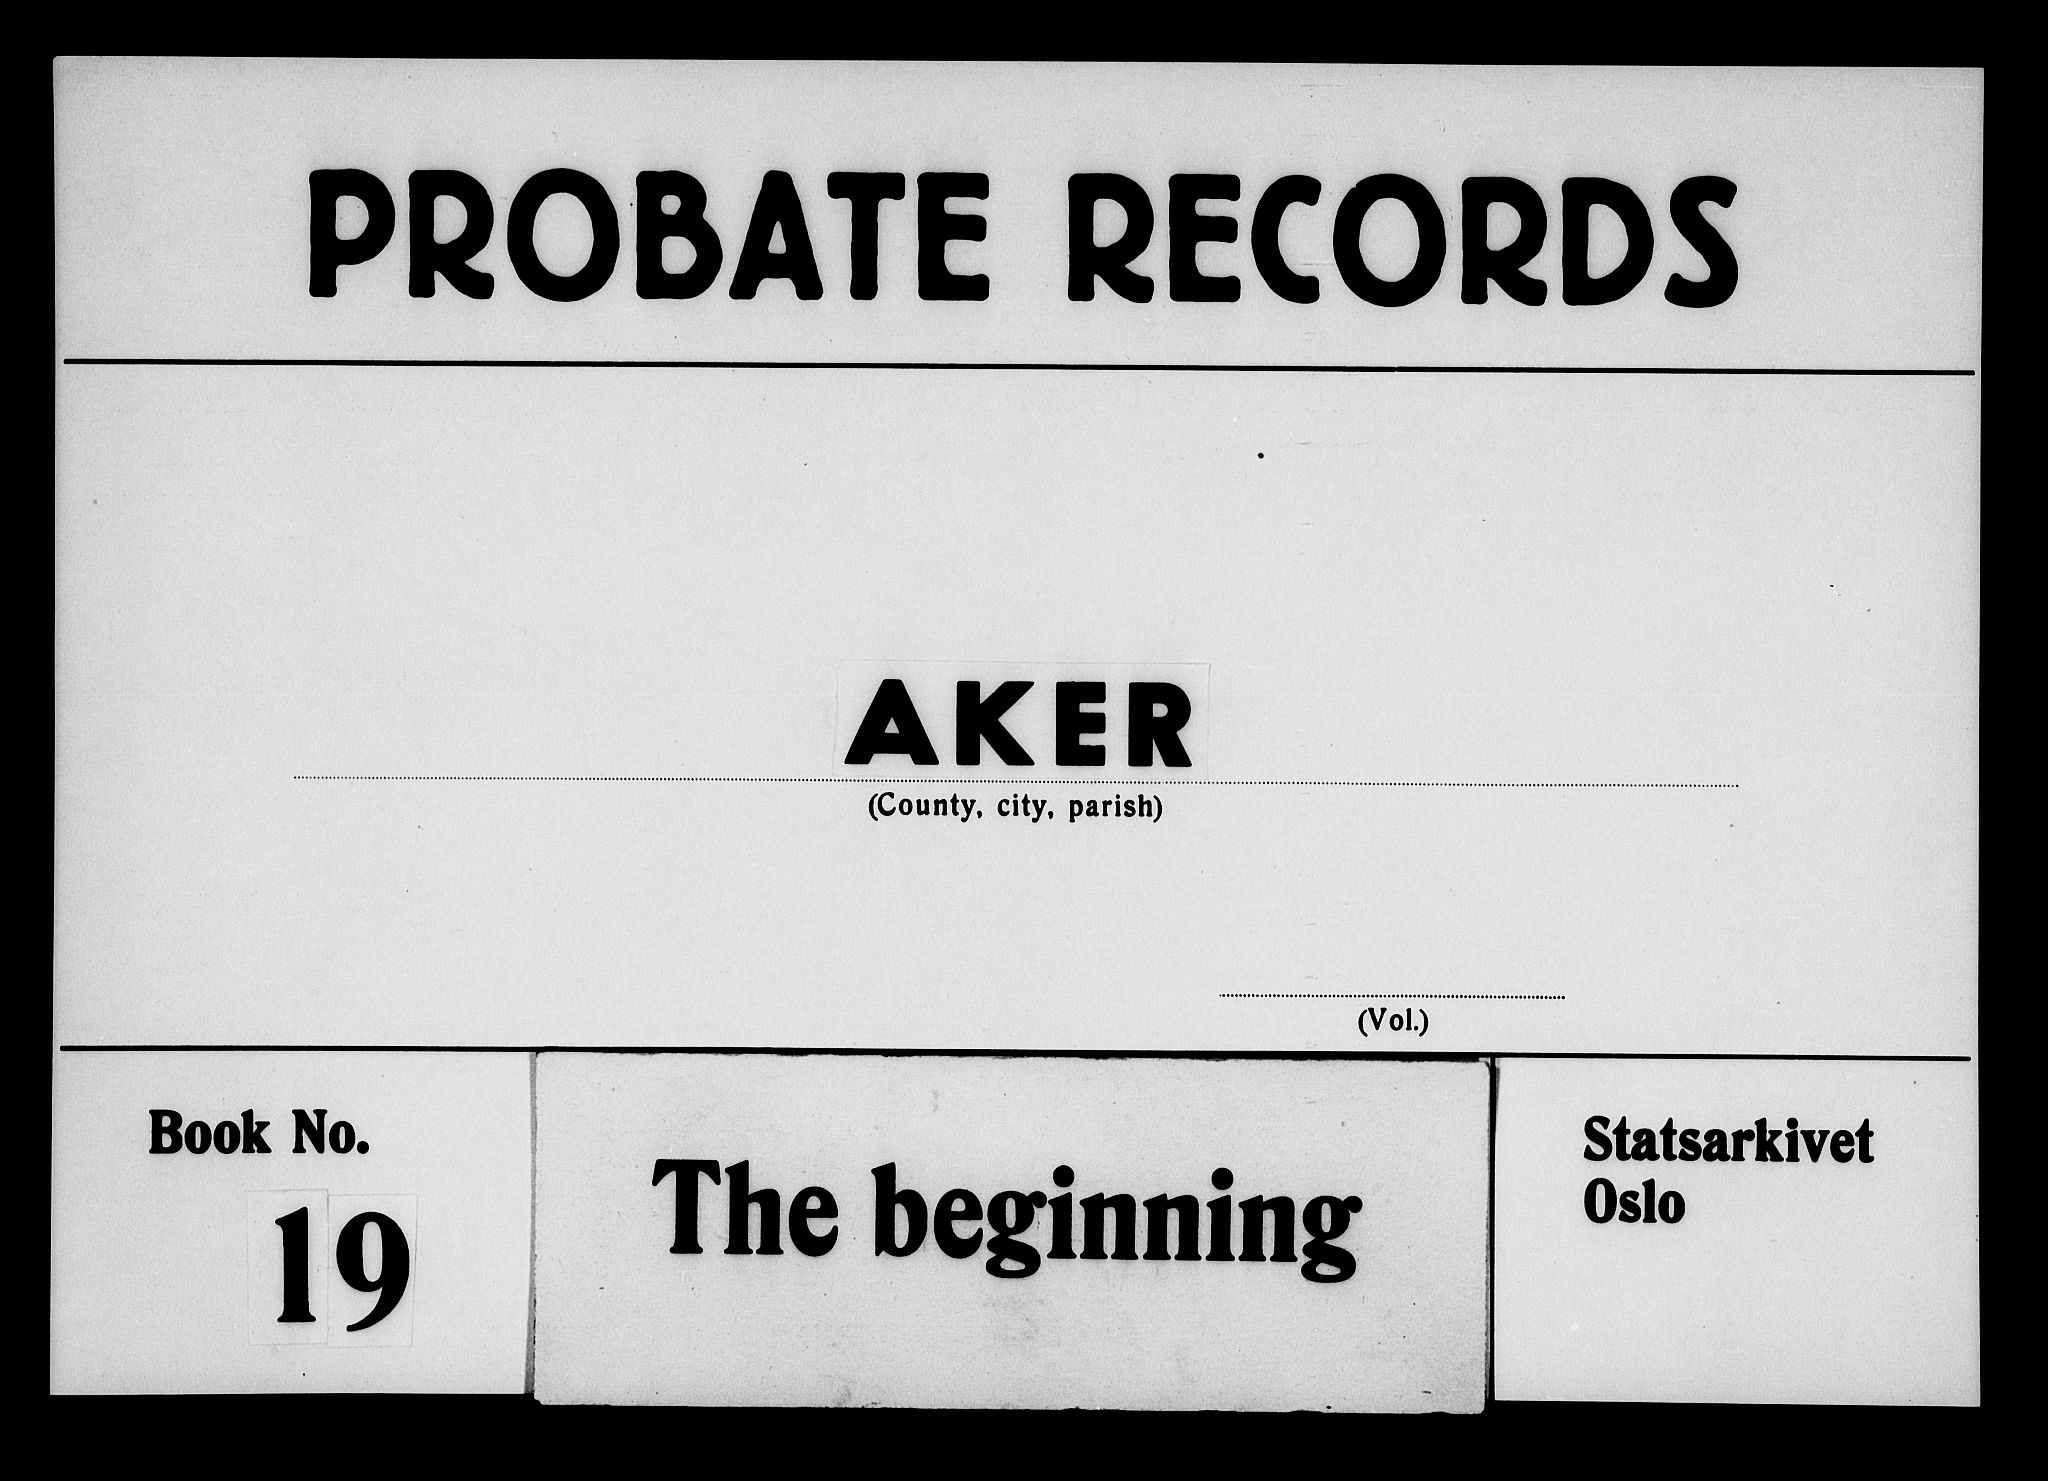 PROBATE RECORDS
AKER
(County, city, parish)
(Vol.)
Book No.
19
The beginning
Statsarkivet
Oslo